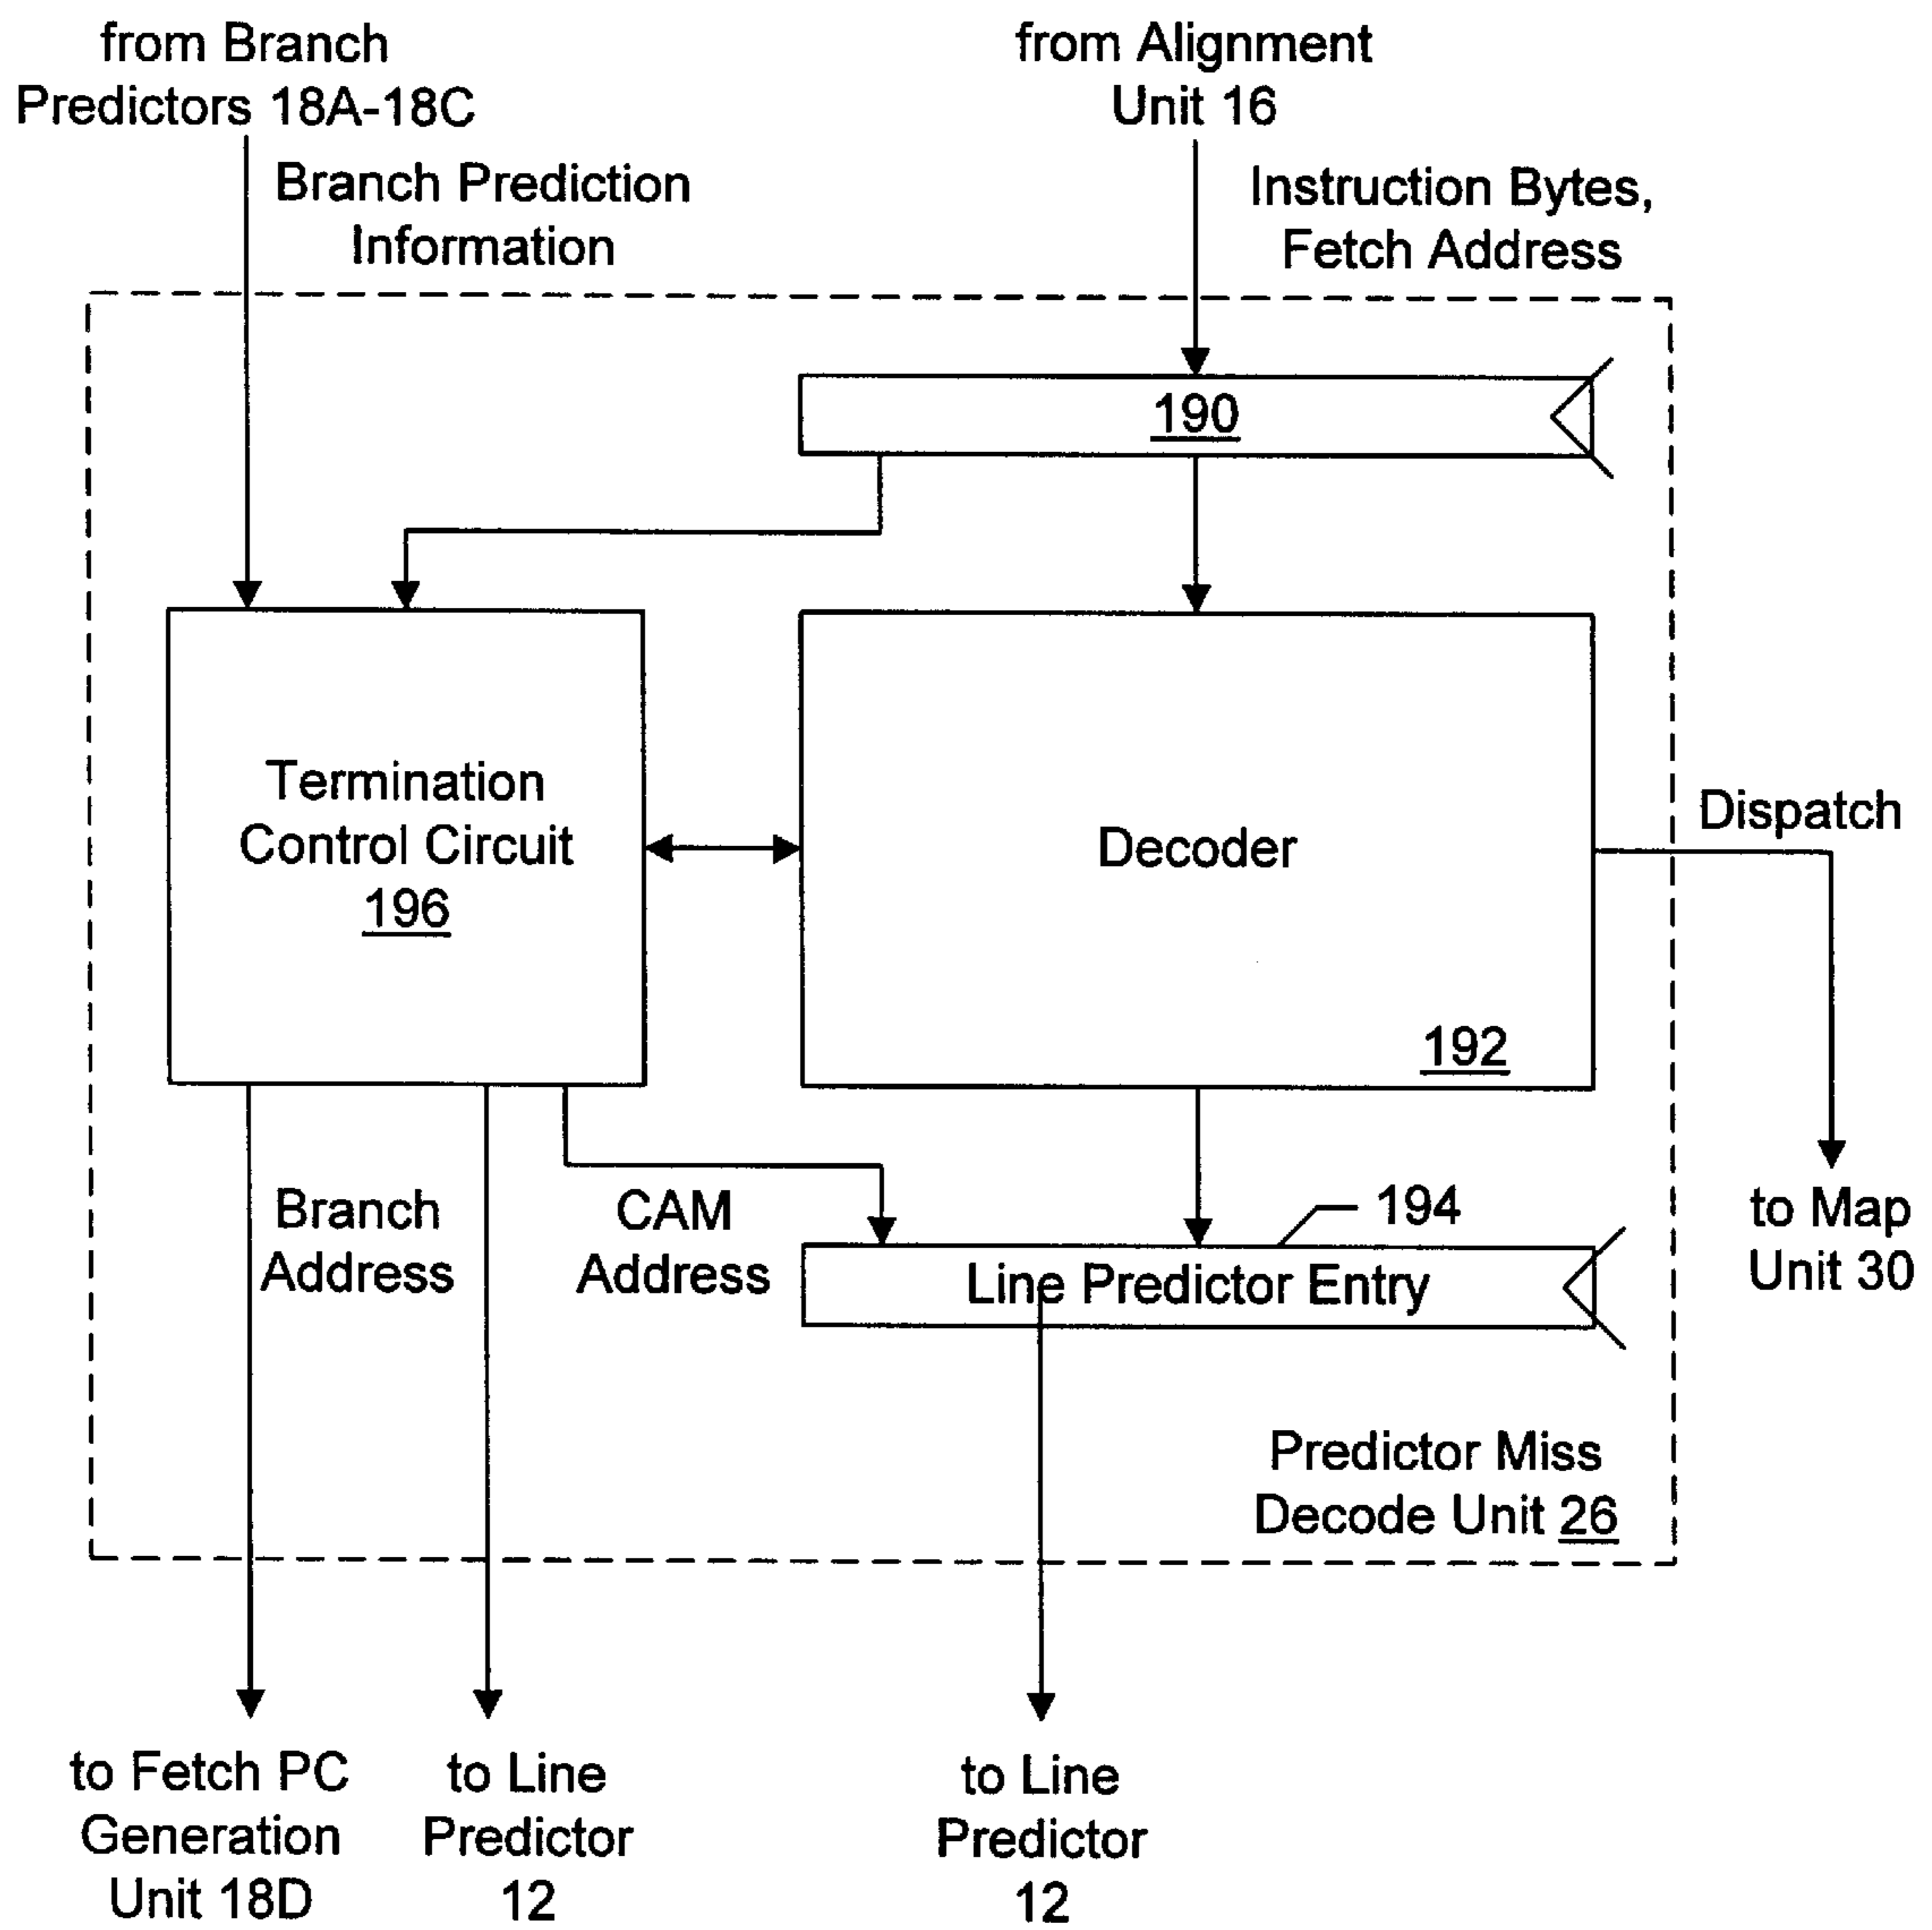 from Branch
Predictors 18A-18C
from Alignment
Unit 16
Branch Prediction
Information
Instruction Bytes,
Fetch Address
190
Termination
Control Circuit
196
Decoder
192
Dispatch
to Map
Unit 30
Branch
Address
CAM
Address
194
Line Predictor Entry
Predictor Miss
Decode Unit 26
to Fetch PC
Generation
Unit 18D
to Line
Predictor
12
to Line
Predictor
12